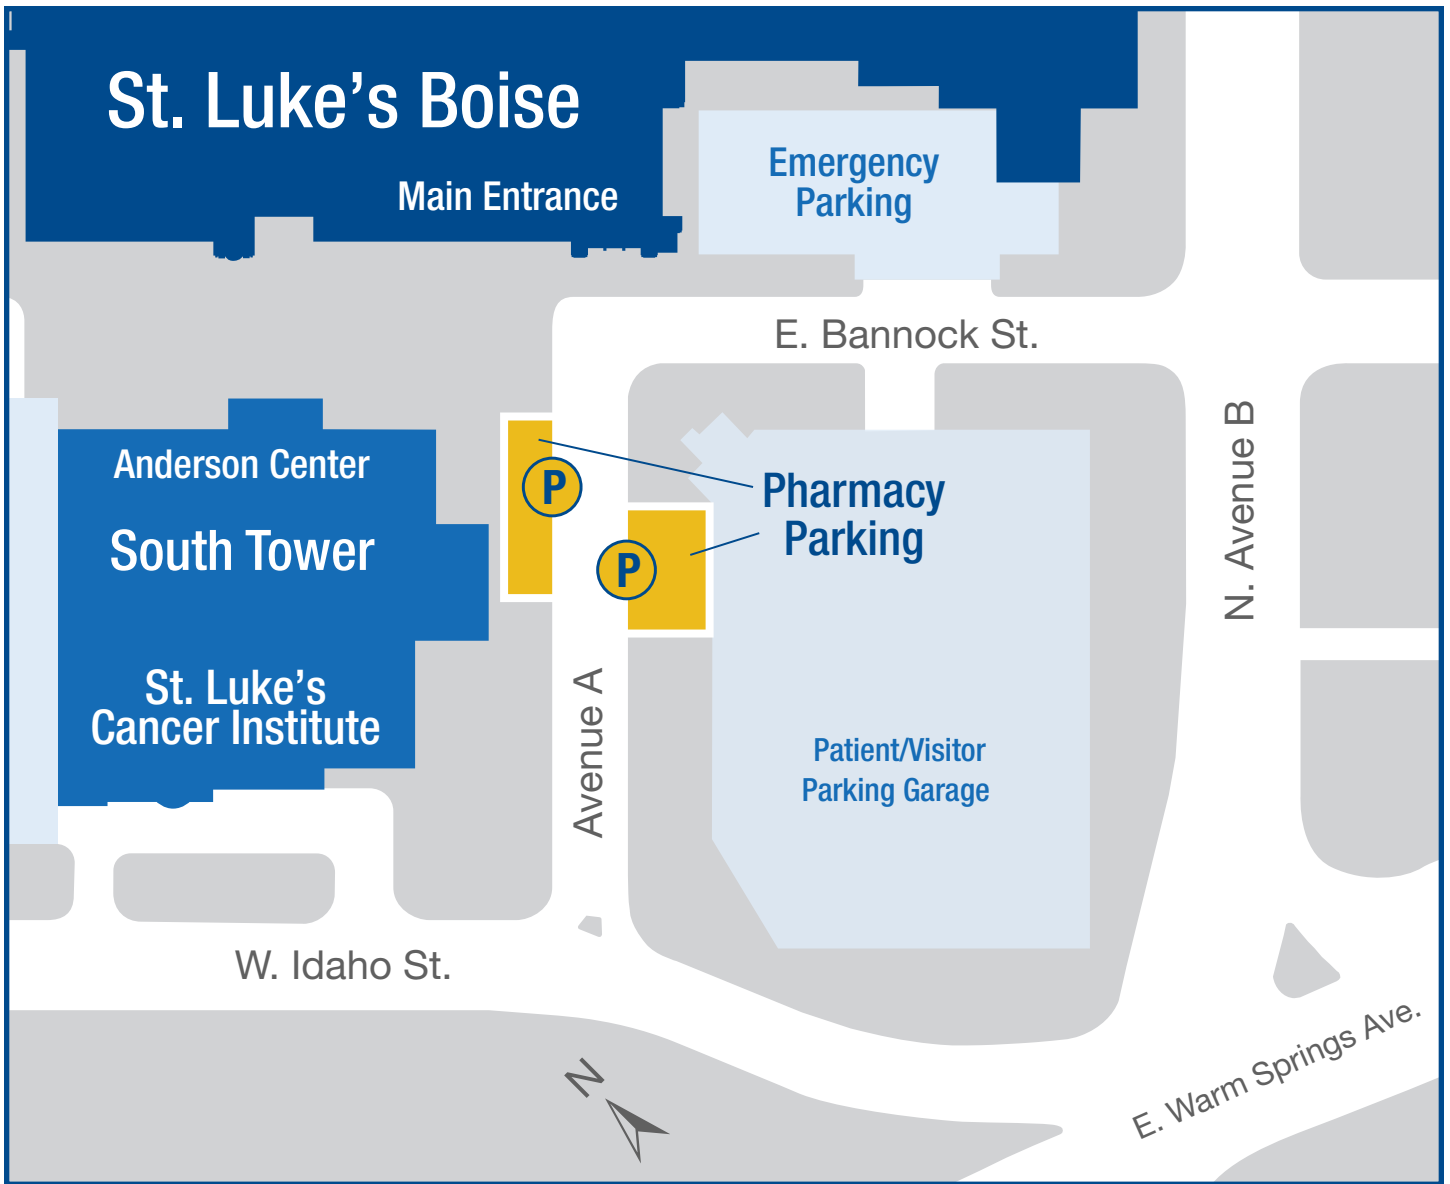 St. Luke’s Boise
Main Entrance
Emergency
Parking
E. Bannock St.
Anderson Center
South Tower
St. Luke’s
Cancer Institute
P
P
Pharmacy
Parking
N. Avenue B
Avenue A
Patient/Visitor
Parking Garage
W. Idaho St.
E. Warm Springs Ave.
N